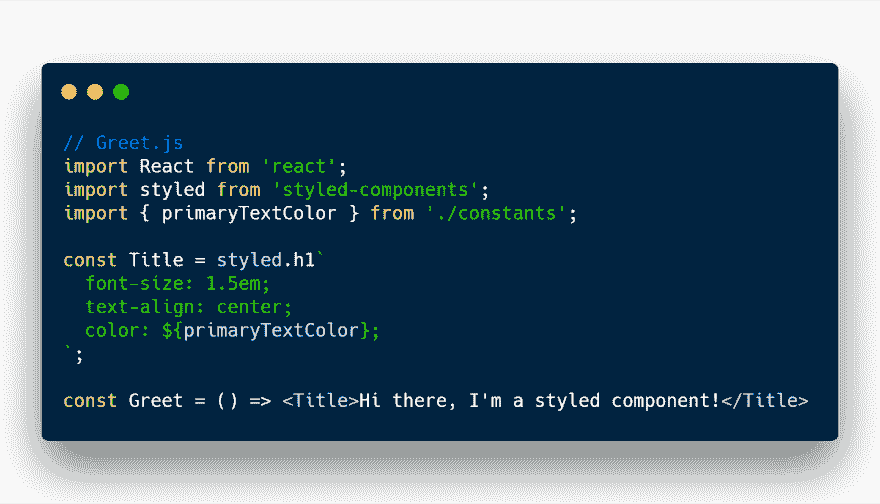 // Greet.js
import React from 'react';
import styled from 'styled-components';
import { primaryTextColor } from './constants';

const Title = styled.h1`
  font-size: 1.5em;
  text-align: center;
  color: ${primaryTextColor};
`;

const Greet = () => <Title>Hi there, I'm a styled component!</Title>